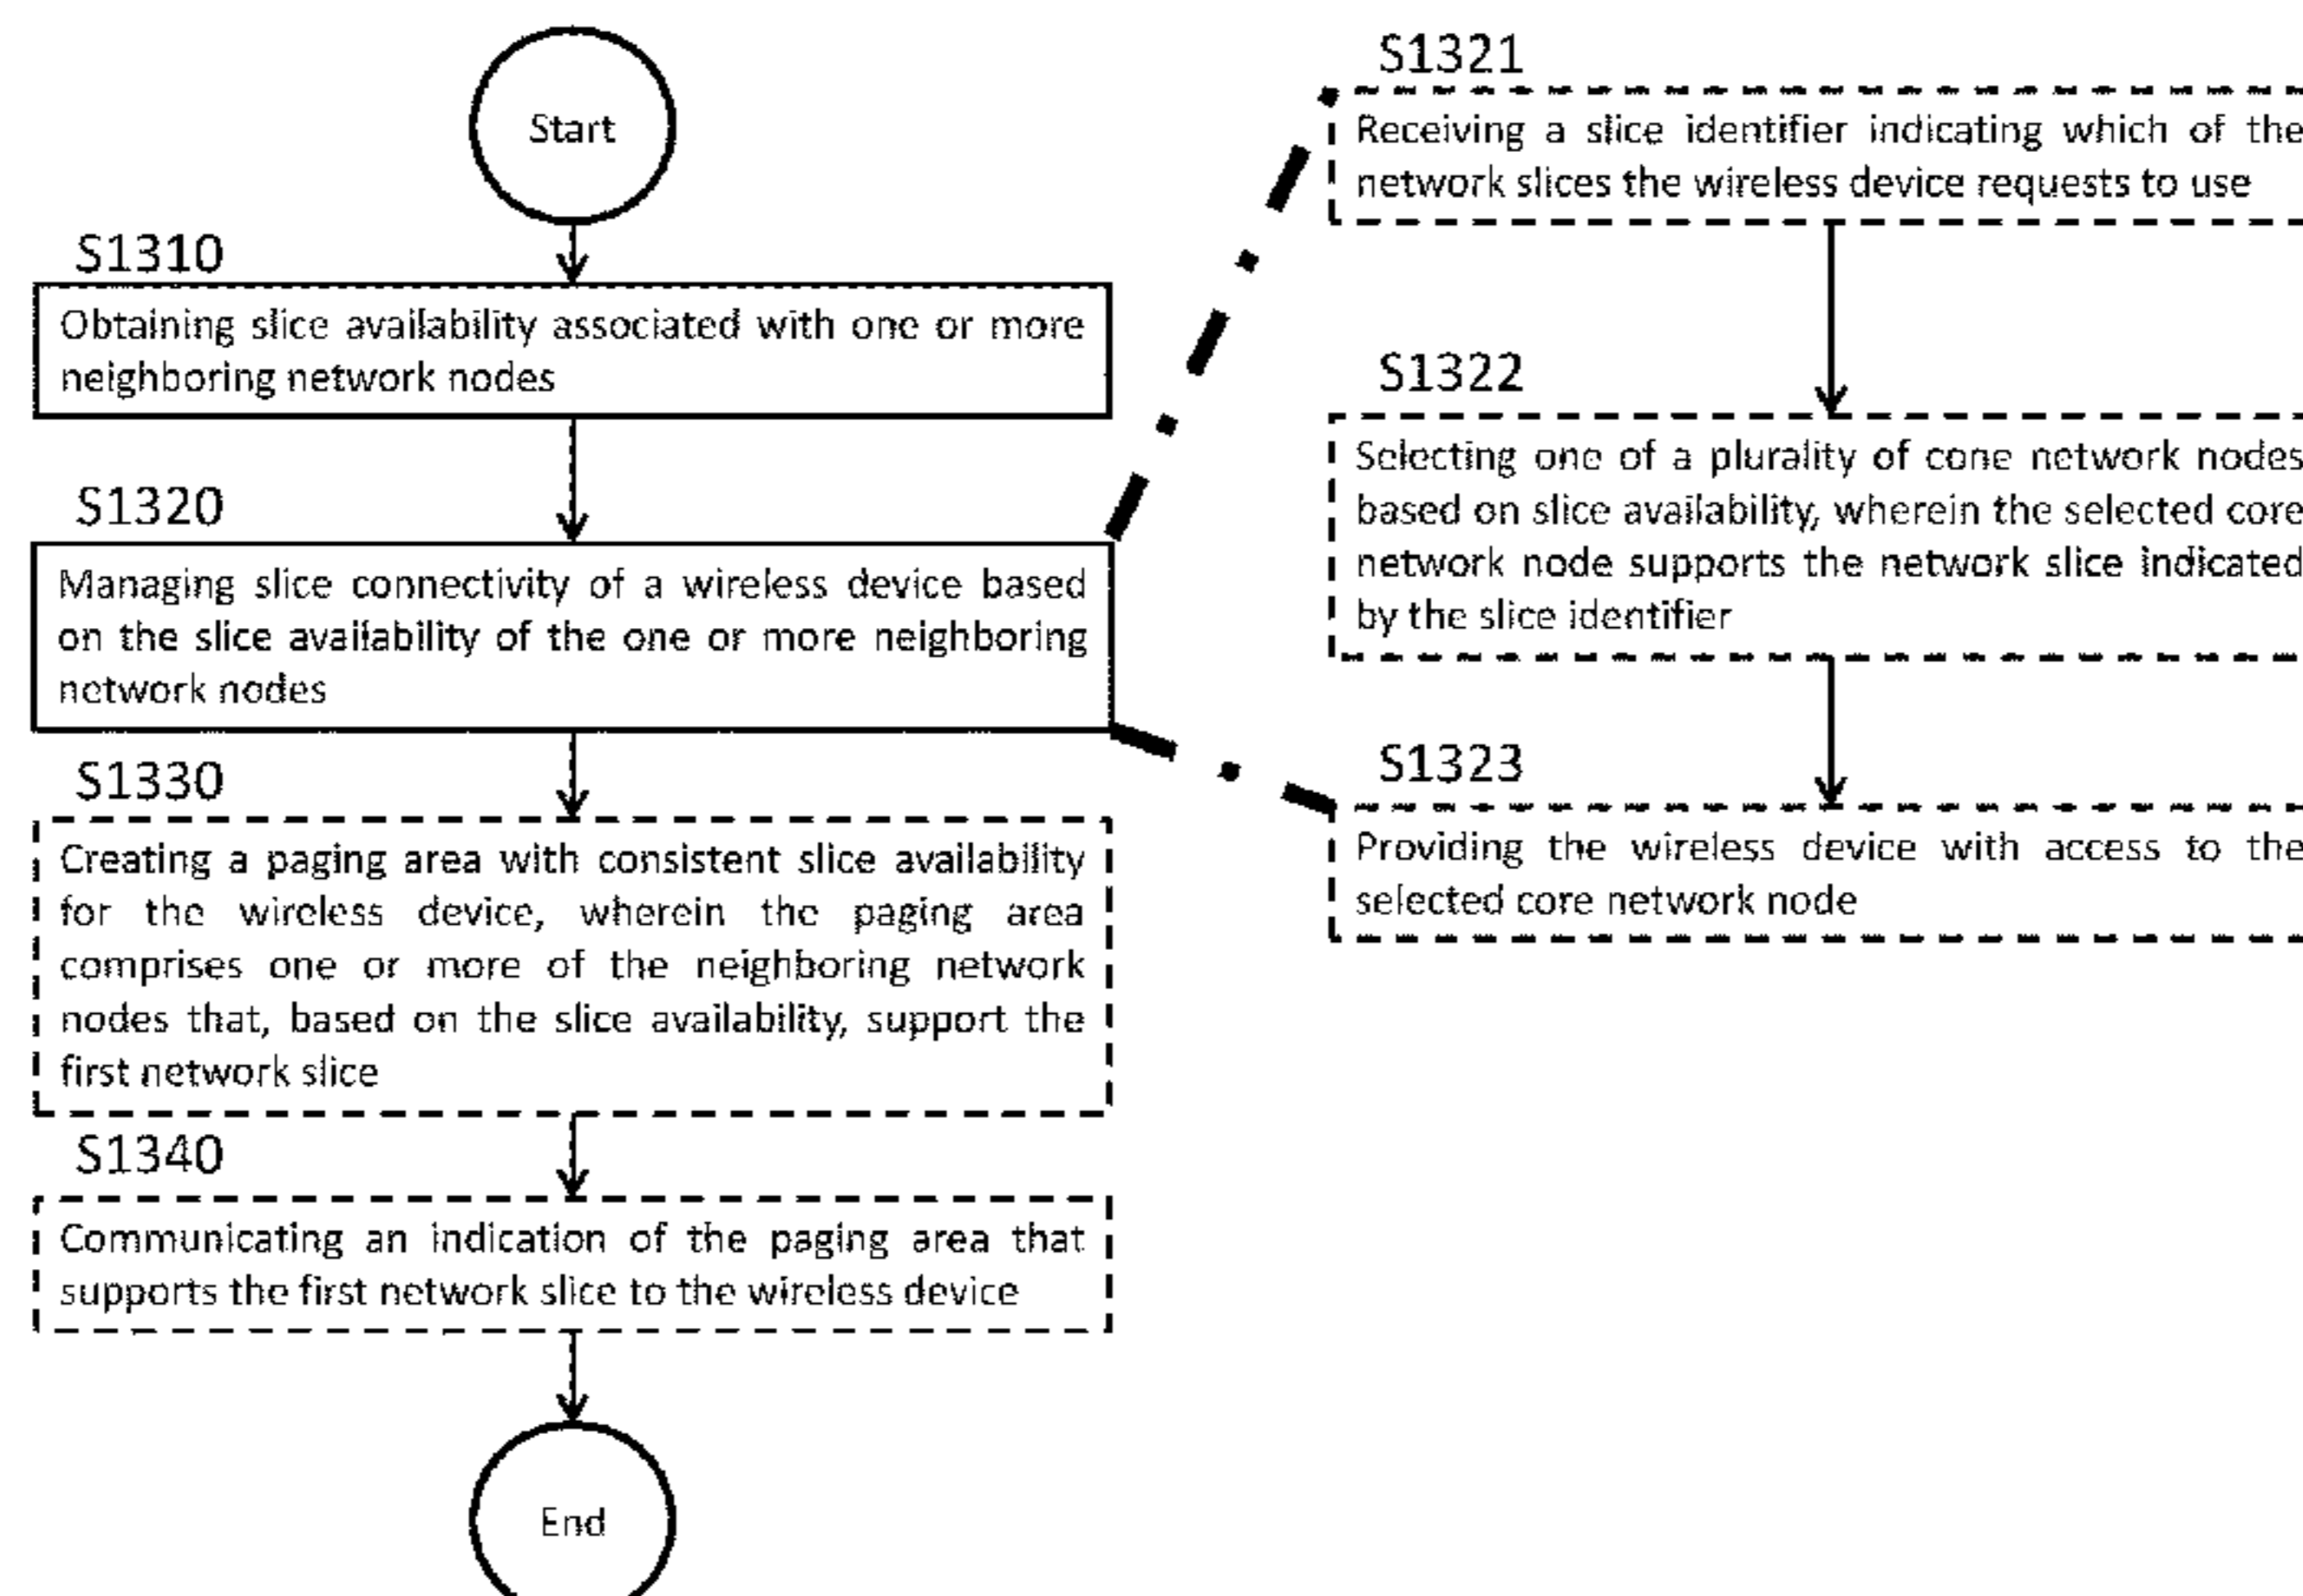 Start
S1310
Obtaining slice availability associated with one or more
neighboring network nodes
S1320
Managing slice connectivity of a wireless device based
on the slice availability of the one or more neighboring
network nodes
S1330
Creating a paging area with consistent slice availability
for the wireless device, wherein the paging area
comprises one or more of the neighboring network
nodes that, based on the slice availability, support the
first network slice
S1340
Communicating an indication of the paging area that
supports the first network slice to the wireless device
End
S1321
Receiving a slice identifier indicating which of the
network slices the wireless device requests to use
S1322
Selecting one of a plurality of cone network nodes
based on slice availability, wherein the selected core
network node supports the network slice indicated
by the slice identifier
S1323
Providing the wireless device with access to the
selected core network node